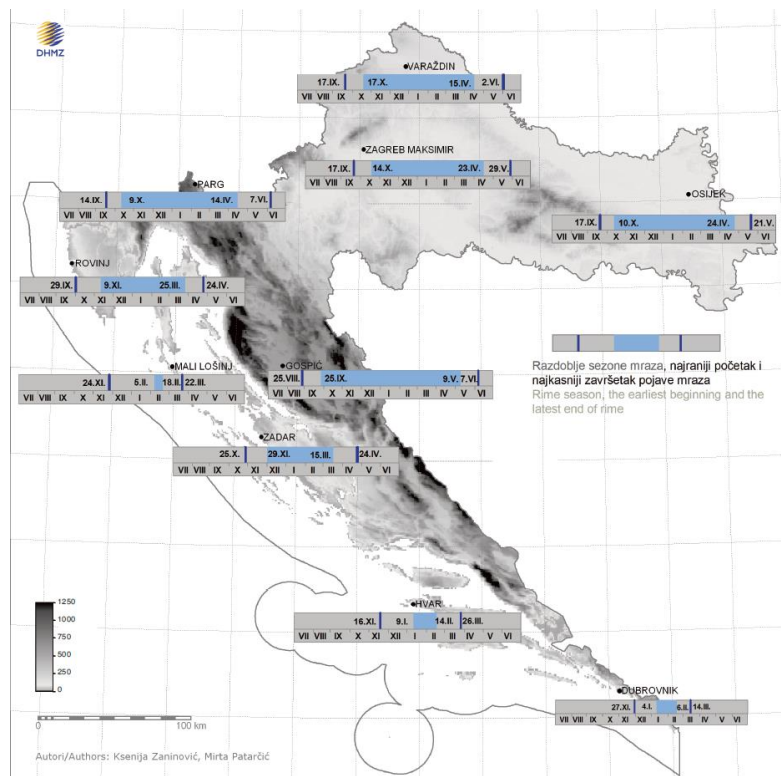 DHMZ
VARAŽDIN
17.IX. 17.X. 15.IV. 2.VI.
VII VIII IX X XI XII I II III IV V VI
ZAGREB MAKSIMIR
17.IX. 14.X. 23.IV. 29.V.
VII VIII IX X XI XII I II III IV V VI
PARG
14.IX. 9.X. 14.IV. 7.VI.
VII VIII IX X XI XII I II III IV V VI
OSIJEK
17.IX. 10.X. 24.IV. 21.V.
VII VIII IX X XI XII I II III IV V VI
ROVINJ
29.IX. 9.XI. 25.III. 24.IV.
VII VIII IX X XI XII I II III IV V VI
Razdoblje sezone mraza, najraniji početak i
najkasniji završetak pojave mraza
Rime season, the earliest beginning and the
latest end of rime
MALI LOŠINJ
24.XI. 5.II. 18.II. 22.III.
VII VIII IX X XI XII I II III IV V VI
GOSPIĆ
25.VIII. 25.IX. 9.V. 7.VI.
VII VIII IX X XI XII I II III IV V VI
ZADAR
25.X. 29.XI. 15.III. 24.IV.
VII VIII IX X XI XII I II III IV V VI
HVAR
16.XI. 9.I. 14.II. 26.III.
VII VIII IX X XI XII I II III IV V VI
DUBROVNIK
27.XI. 4.I. 6.II. 14.III.
VII VIII IX X XI XII I II III IV V VI
1250
1000
750
500
250
0
0 100 km
Autori/Authors: Ksenija Zaninović, Mirta Patarčić